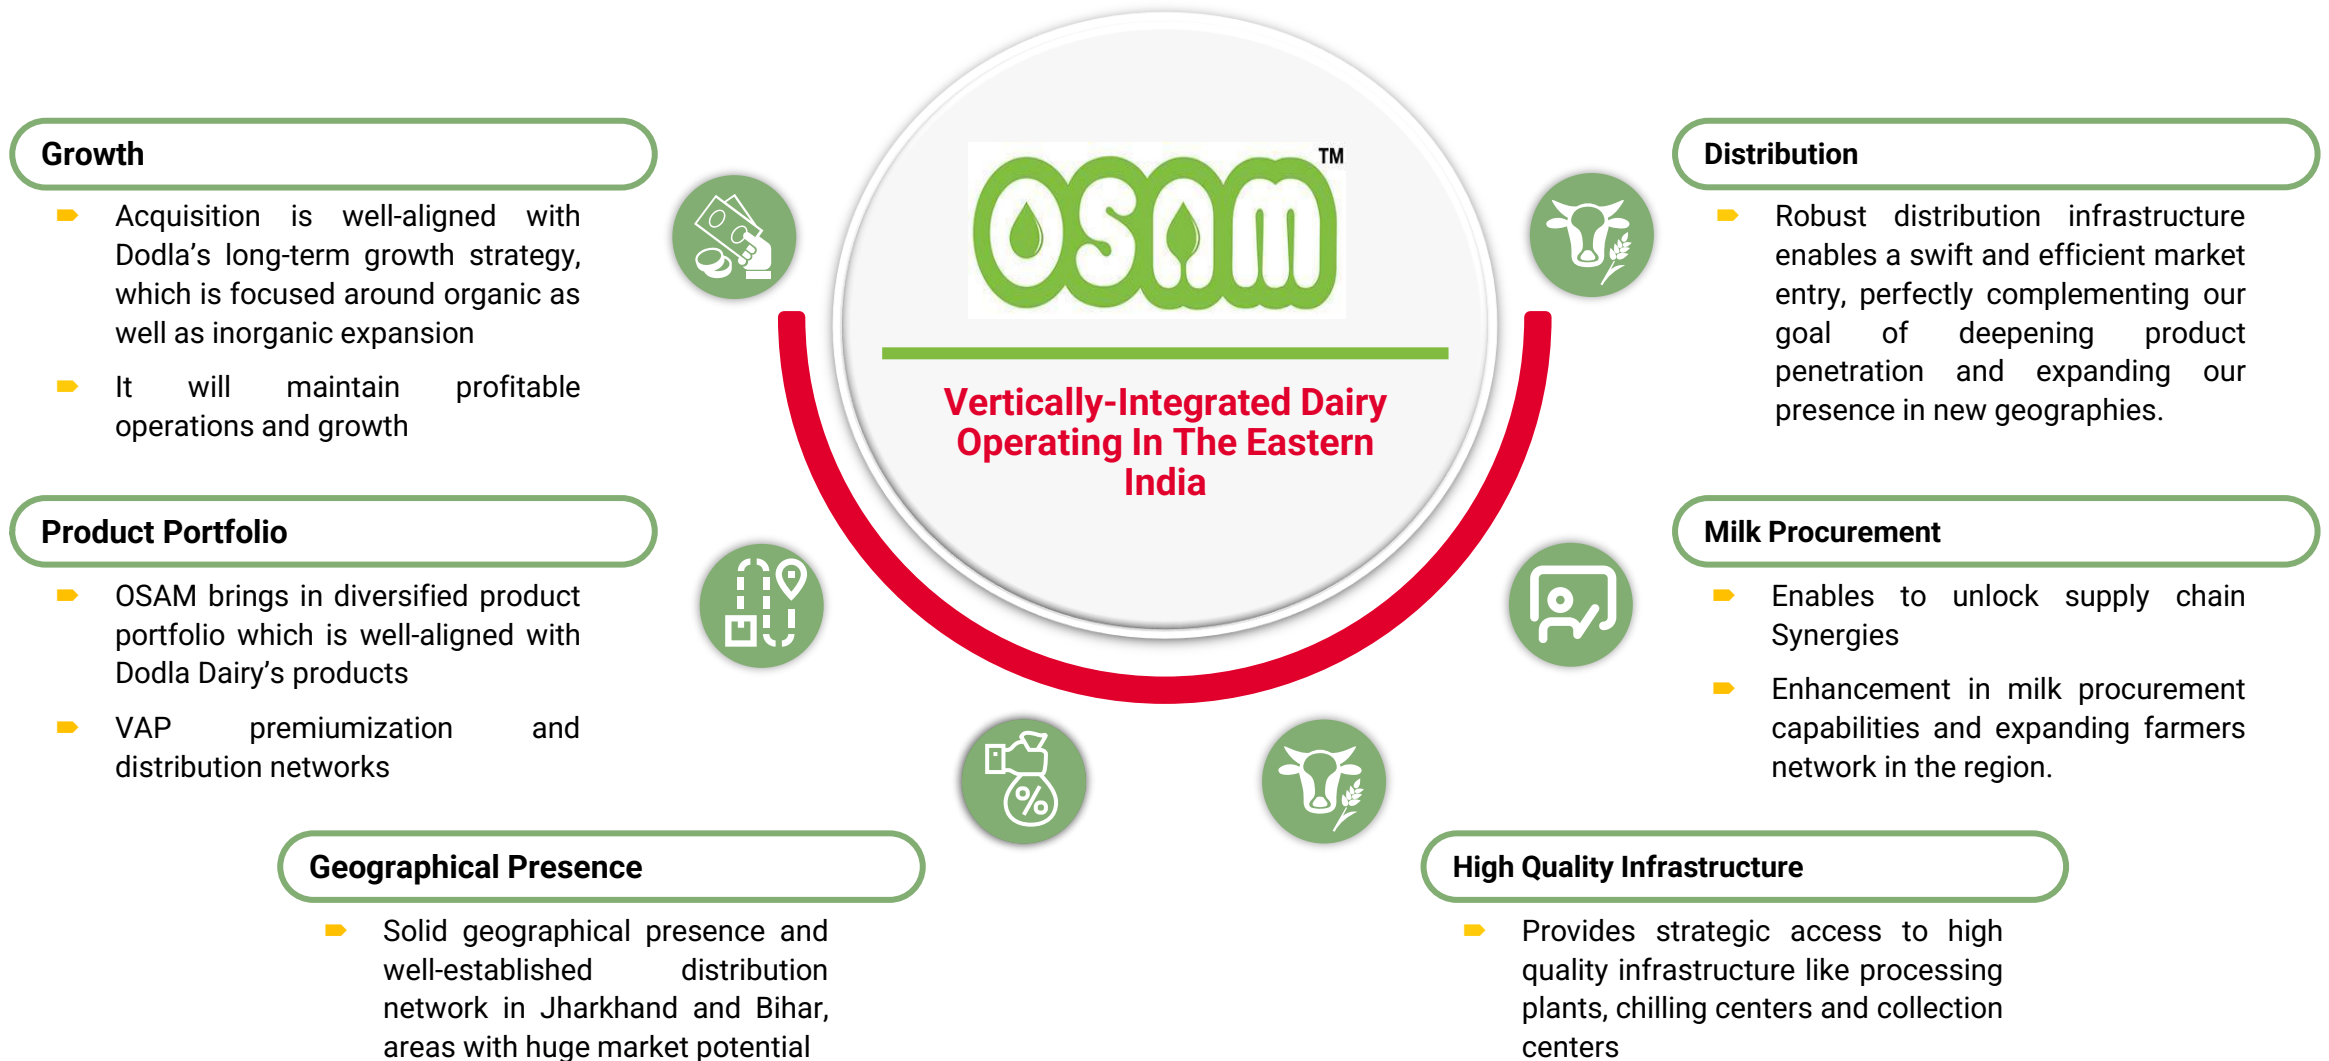 OSAM TM
Vertically-Integrated Dairy
Operating In The Eastern
India
Growth
Acquisition is well-aligned with
Dodla’s long-term growth strategy,
which is focused around organic as
well as inorganic expansion
It will maintain profitable
operations and growth
Product Portfolio
OSAM brings in diversified product
portfolio which is well-aligned with
Dodla Dairy’s products
VAP premiumization and
distribution networks
Geographical Presence
Solid geographical presence and
well-established distribution
network in Jharkhand and Bihar,
areas with huge market potential
Distribution
Robust distribution infrastructure
enables a swift and efficient market
entry, perfectly complementing our
goal of deepening product
penetration and expanding our
presence in new geographies.
Milk Procurement
Enables to unlock supply chain
Synergies
Enhancement in milk procurement
capabilities and expanding farmers
network in the region.
High Quality Infrastructure
Provides strategic access to high
quality infrastructure like processing
plants, chilling centers and collection
centers
%